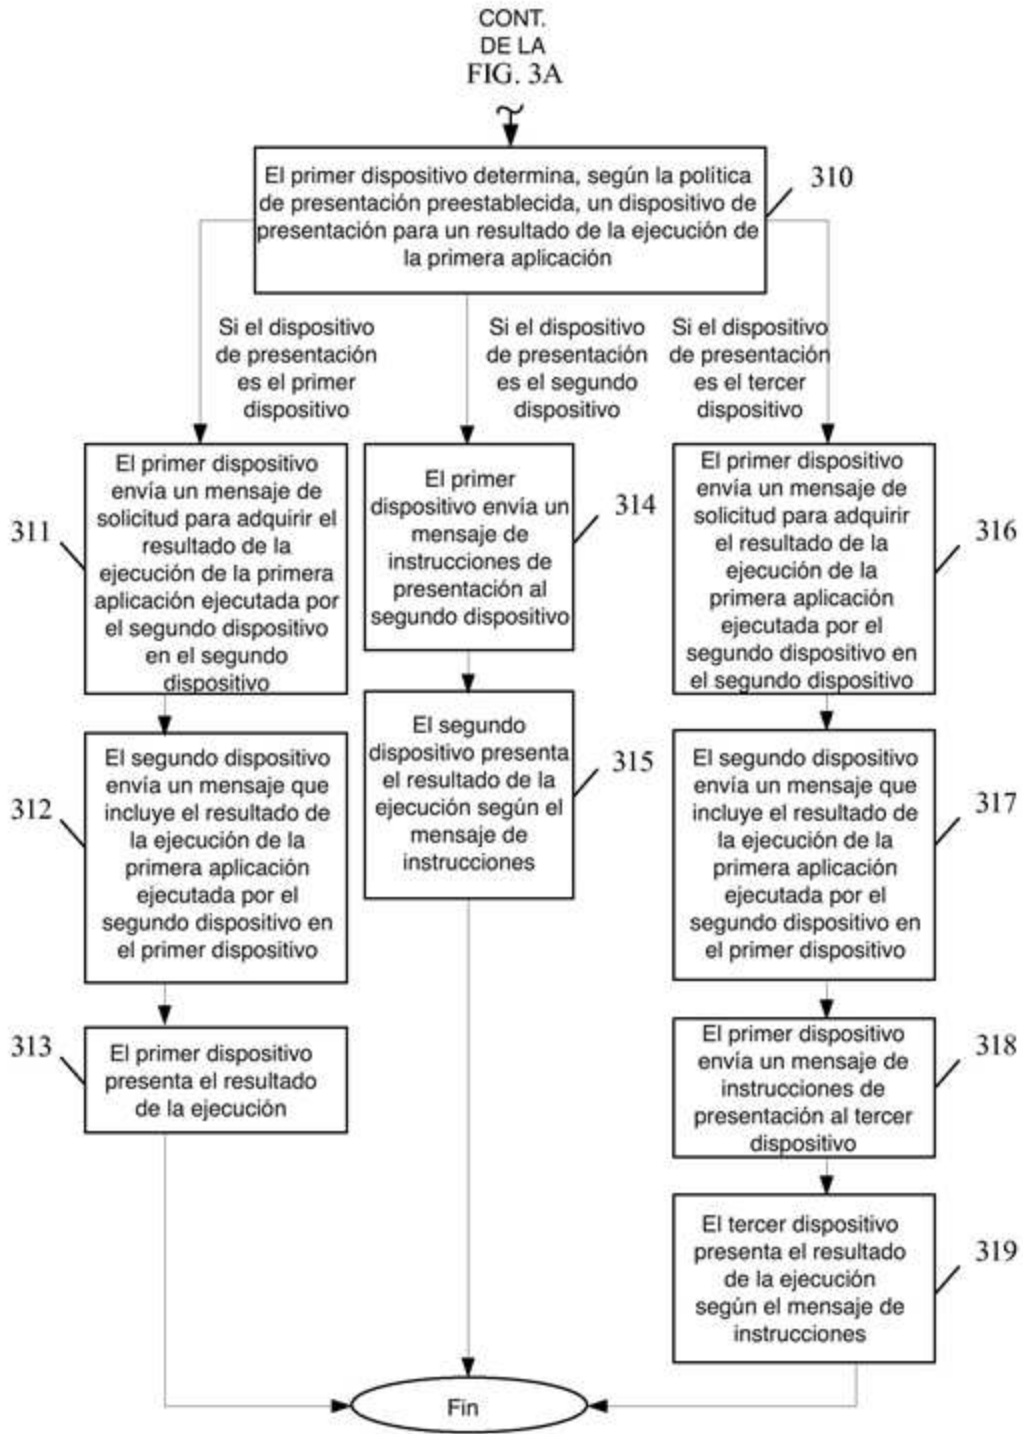 CONT.
DE LA
FIG. 3A
El primer dispositivo determina, según la política
de presentación preestablecida, un dispositivo de
presentación para un resultado de la ejecución de
la primera aplicación
310
Si el dispositivo
de presentación
es el primer
dispositivo
Si el dispositivo
de presentación
es el segundo
dispositivo
Si el dispositivo
de presentación
es el tercer
dispositivo
El primer dispositivo
envía un mensaje de
solicitud para adquirir el
resultado de la
ejecución de la primera
aplicación ejecutada por
el segundo dispositivo
en el segundo
dispositivo
311
El primer
dispositivo envía un
mensaje de
instrucciones de
presentación al
segundo dispositivo
314
El primer dispositivo
envía un mensaje de
solicitud para adquirir
el resultado de la
ejecución de la
primera aplicación
ejecutada por el
segundo dispositivo en
el segundo dispositivo
316
El segundo dispositivo
envía un mensaje que
incluye el resultado de
la ejecución de la
primera aplicación
ejecutada por el
segundo dispositivo en
el primer dispositivo
312
El segundo
dispositivo presenta
el resultado de la
ejecución según el
mensaje de
instrucciones
315
El segundo dispositivo
envía un mensaje que
incluye el resultado de
la ejecución de la
primera aplicación
ejecutada por el
segundo dispositivo en
el primer dispositivo
317
El primer dispositivo
presenta el resultado
de la ejecución
313
El primer dispositivo
envía un mensaje de
instrucciones de
presentación al tercer
dispositivo
318
El tercer dispositivo
presenta el resultado
de la ejecución
según el mensaje de
instrucciones
319
Fin